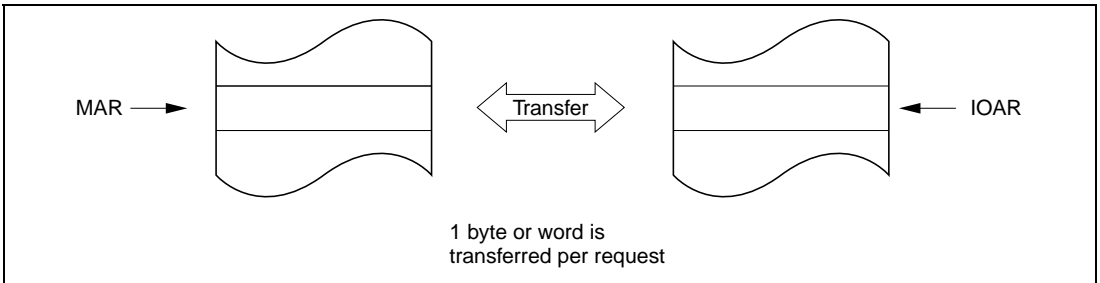 MAR
Transfer
IOAR
1 byte or word is
transferred per request